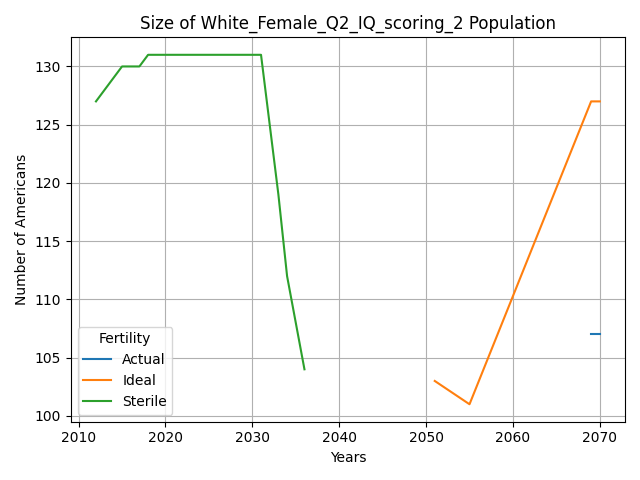 Size of White_Female_Q2_IQ_scoring_2 Population
Number of Americans
130
125
120
115
110
105
100
Fertility
Actual
Ideal
Sterile
2010 2020 2030 2040 2050 2060 2070
Years